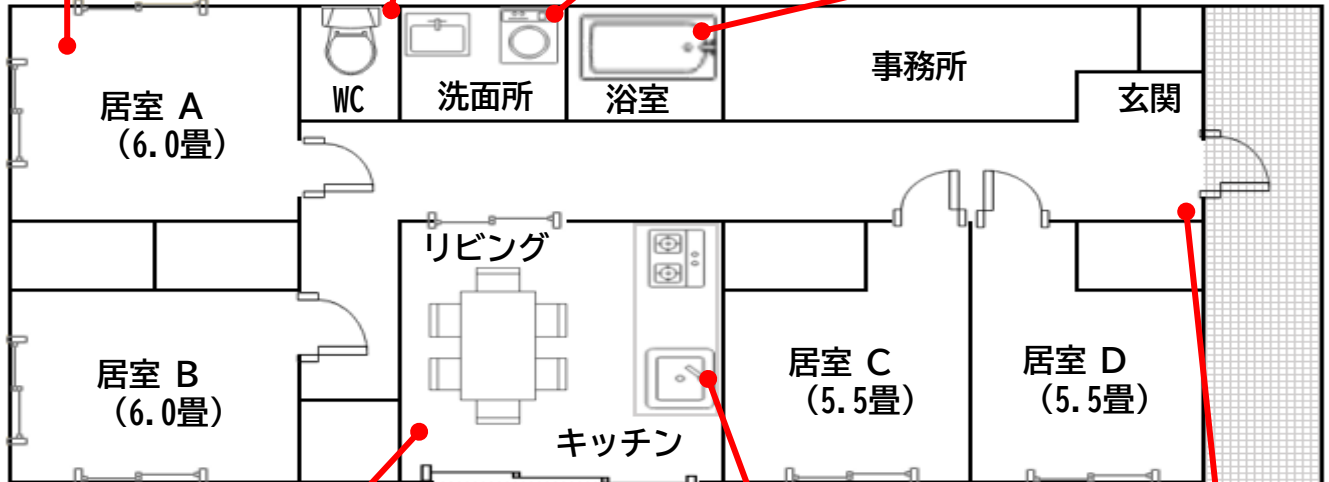 居室 A
(6.0畳)
WC
洗面所
浴室
事務所
玄関
リビング
キッチン
居室 B
(6.0畳)
居室 C
(5.5畳)
居室 D
(5.5畳)